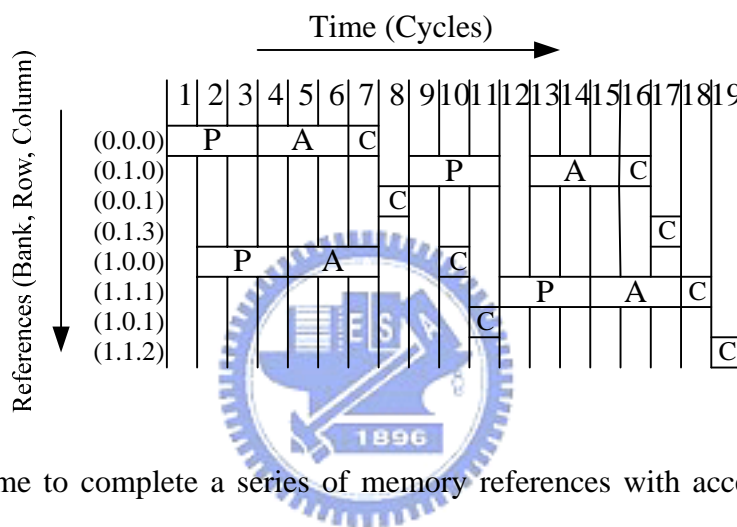 Time (Cycles)
References (Bank, Row, Column)
1 2 3 4 5 6 7 8 9 10 11 12 13 14 15 16 17 18 19
(0.0.0) P A C
(0.1.0) P A C
(0.0.1) C
(0.1.3) C
(1.0.0) P A C
(1.1.1) P A C
(1.0.1) C
(1.1.2) C
E S A
1896
me to complete a series of memory references with acce